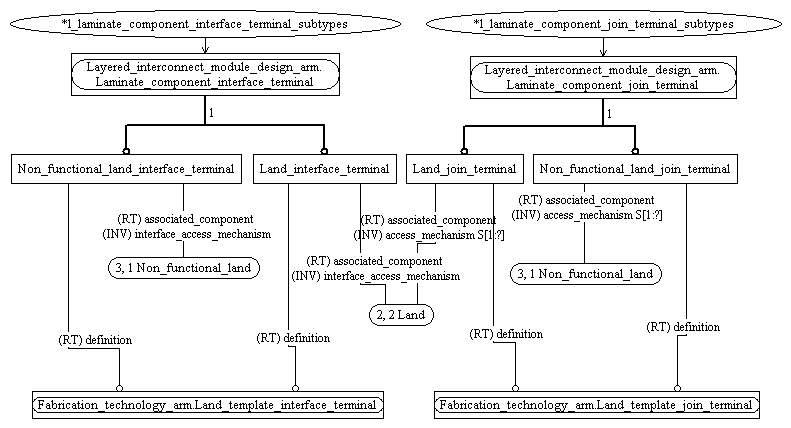 *1_laminate_component_interface_terminal_subtypes
*1_laminate_component_join_terminal_subtypes
Layered_interconnect_module_design_arm.
Laminate_component_interface_terminal
Layered_interconnect_module_design_arm.
Laminate_component_join_terminal
1
1
Non_functional_land_interface_terminal
Land_interface_terminal
Land_join_terminal
Non_functional_land_join_terminal
(RT) associated_component
(INV) interface_access_mechanism
(RT) associated_component
(INV) access_mechanism S[1:?]
(RT) associated_component
(INV) access_mechanism S[1:?]
3, 1 Non_functional_land
(RT) associated_component
(INV) interface_access_mechanism
3, 1 Non_functional_land
2, 2 Land
(RT) definition
(RT) definition
(RT) definition
(RT) definition
Fabrication_technology_arm.Land_template_interface_terminal
Fabrication_technology_arm.Land_template_join_terminal